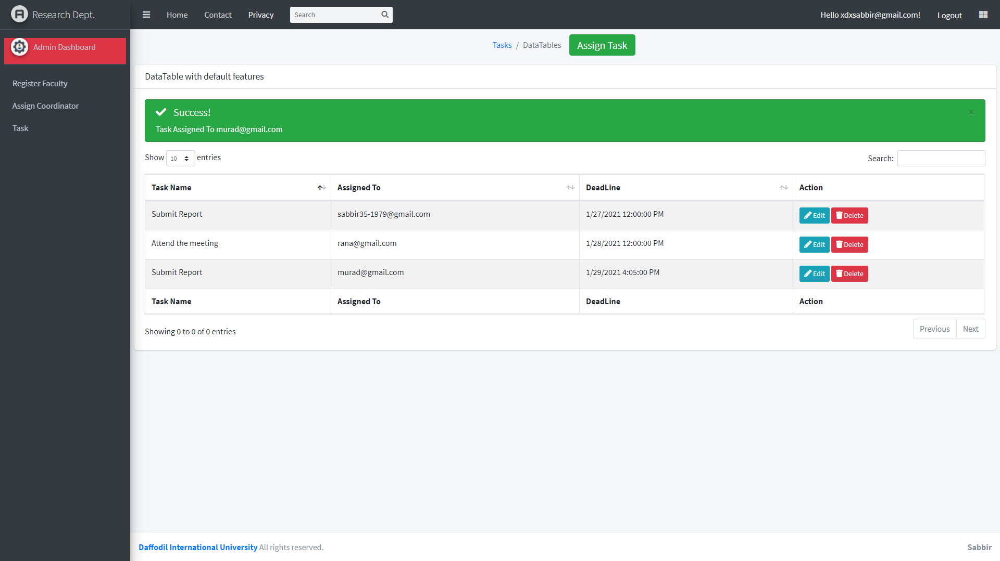 Research Dept.
Home Contact Privacy Search Hello xdxsabbir@gmail.com! Logout
Admin Dashboard
Register Faculty
Assign Coordinator
Task
Tasks / DataTables Assign Task
DataTable with default features
× Success!
Task Assigned To murad@gmail.com
Show 10 entries Search:
Task Name Assigned To DeadLine Action
Submit Report sabbir35-1979@gmail.com 1/27/2021 12:00:00 PM Edit Delete
Attend the meeting rana@gmail.com 1/28/2021 12:00:00 PM Edit Delete
Submit Report murad@gmail.com 1/29/2021 4:05:00 PM Edit Delete
Task Name Assigned To DeadLine Action
Showing 0 to 0 of 0 entries Previous Next
Daffodil International University All rights reserved. Sabbir